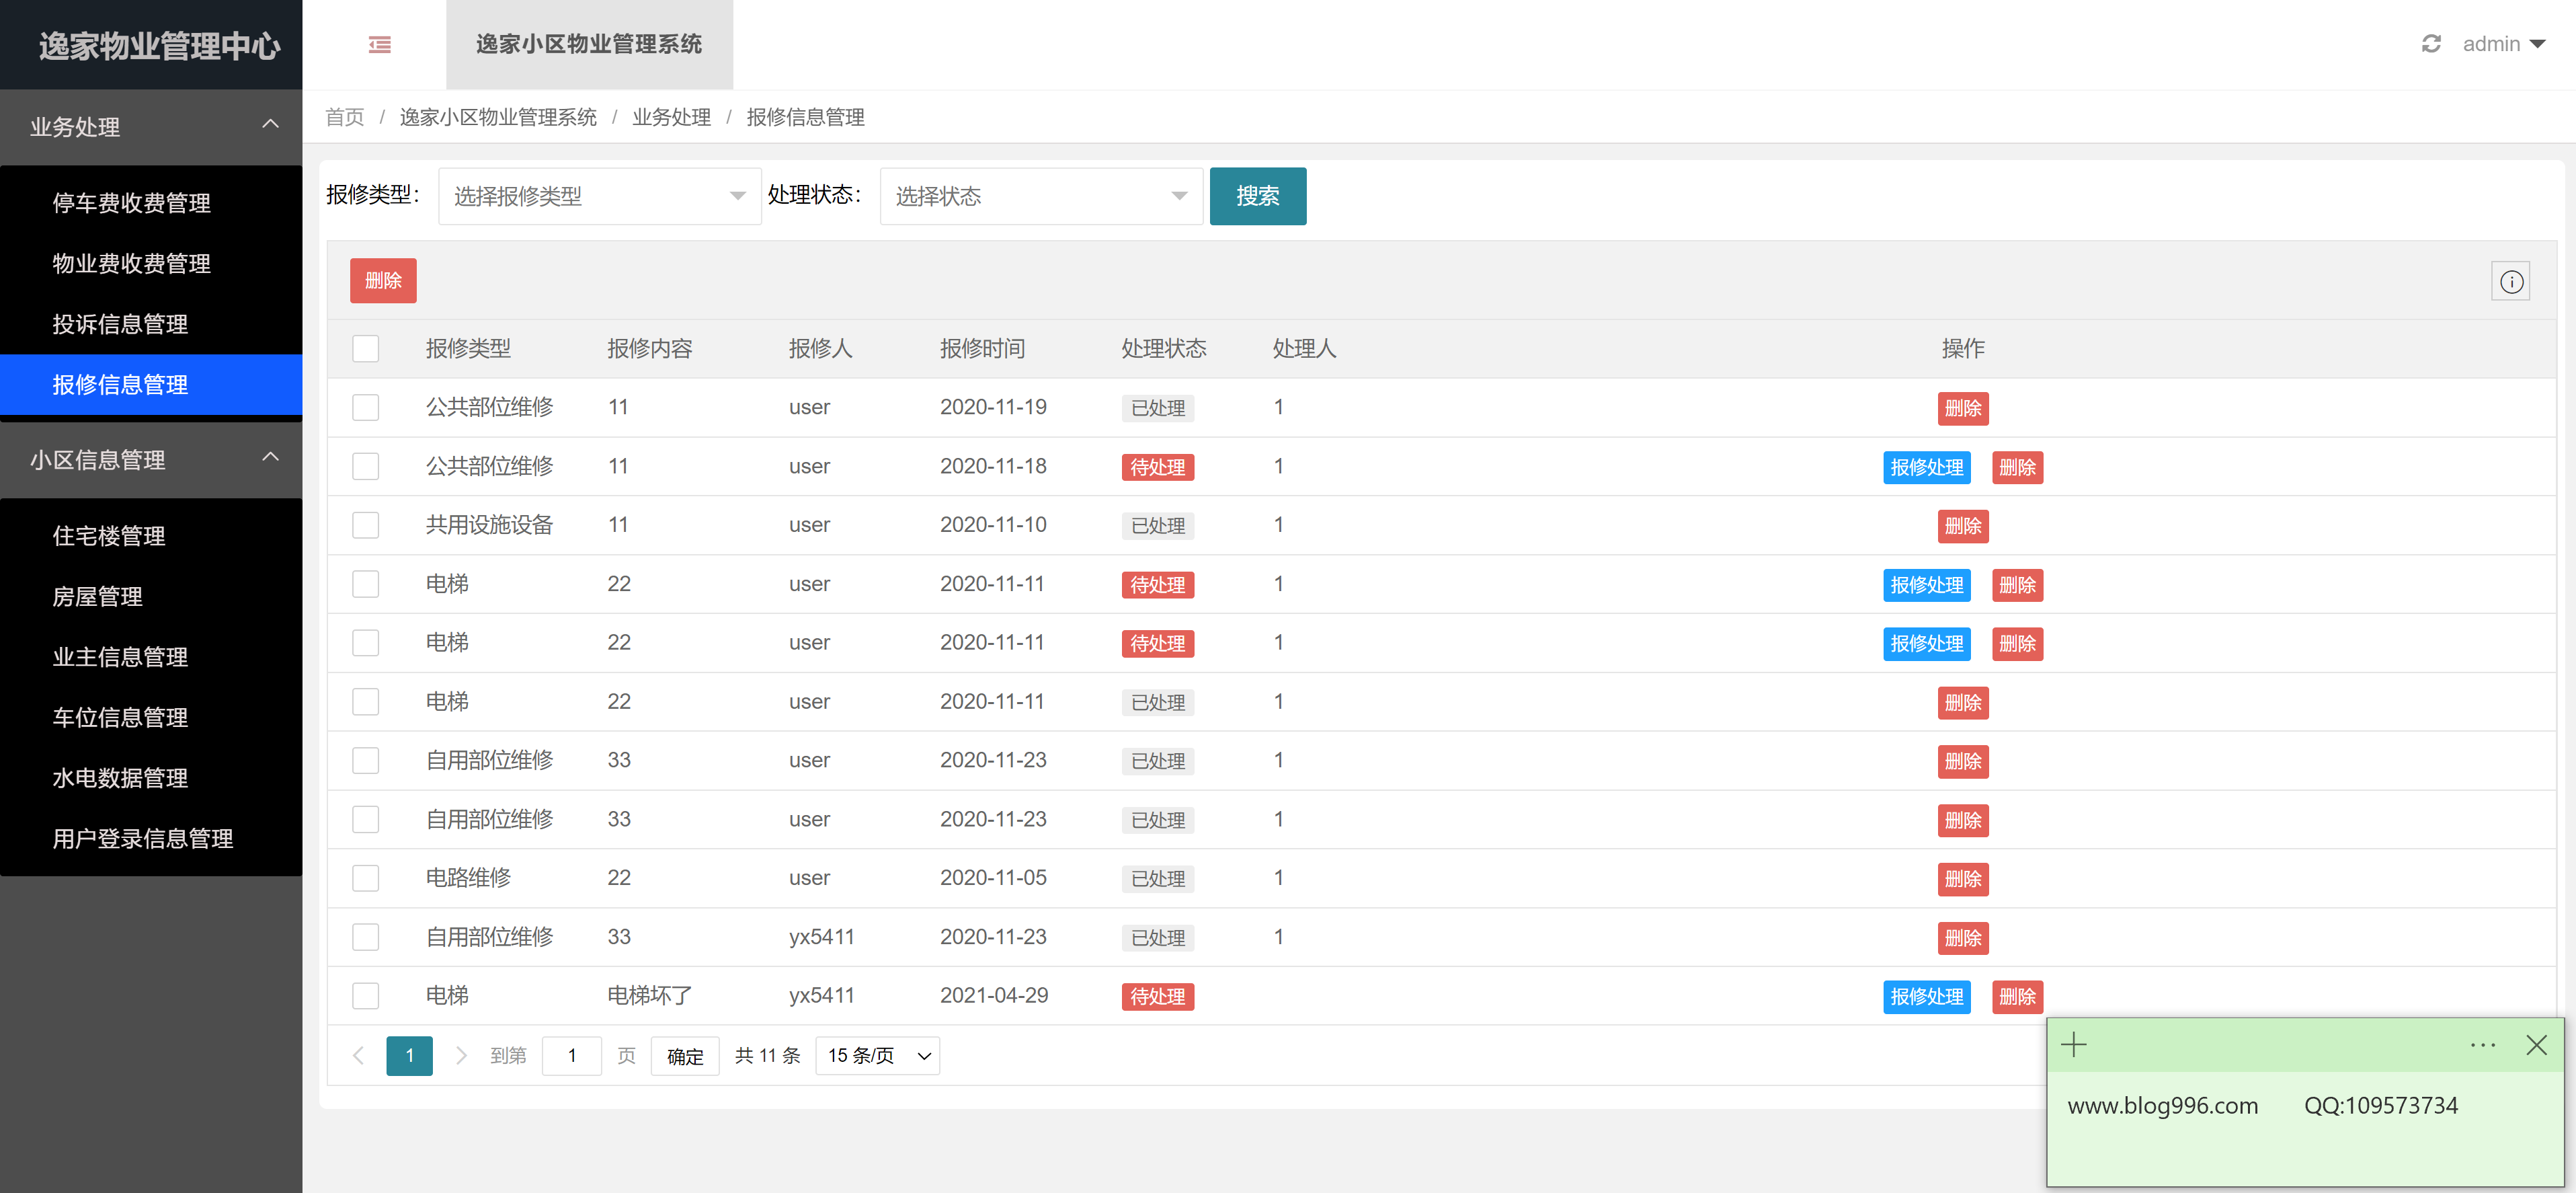 逸家物业管理中心
逸家小区物业管理系统
admin
首页 / 逸家小区物业管理系统 / 业务处理 / 报修信息管理
业务处理
停车费收费管理
物业费收费管理
投诉信息管理
报修信息管理
小区信息管理
住宅楼管理
房屋管理
业主信息管理
车位信息管理
水电数据管理
用户登录信息管理
报修类型： 选择报修类型 处理状态： 选择状态 搜索
删除
报修类型 报修内容 报修人 报修时间 处理状态 处理人 操作
公共部位维修 11 user 2020-11-19 已处理 1 删除
公共部位维修 11 user 2020-11-18 待处理 1 报修处理 删除
共用设施设备 11 user 2020-11-10 已处理 1 删除
电梯 22 user 2020-11-11 待处理 1 报修处理 删除
电梯 22 user 2020-11-11 待处理 1 报修处理 删除
电梯 22 user 2020-11-11 已处理 1 删除
自用部位维修 33 user 2020-11-23 已处理 1 删除
自用部位维修 33 user 2020-11-23 已处理 1 删除
电路维修 22 user 2020-11-05 已处理 1 删除
自用部位维修 33 yx5411 2020-11-23 已处理 1 删除
电梯 电梯坏了 yx5411 2021-04-29 待处理 报修处理 删除
1 到第 1 页 确定 共 11 条 15 条/页
www.blog996.com QQ:109573734